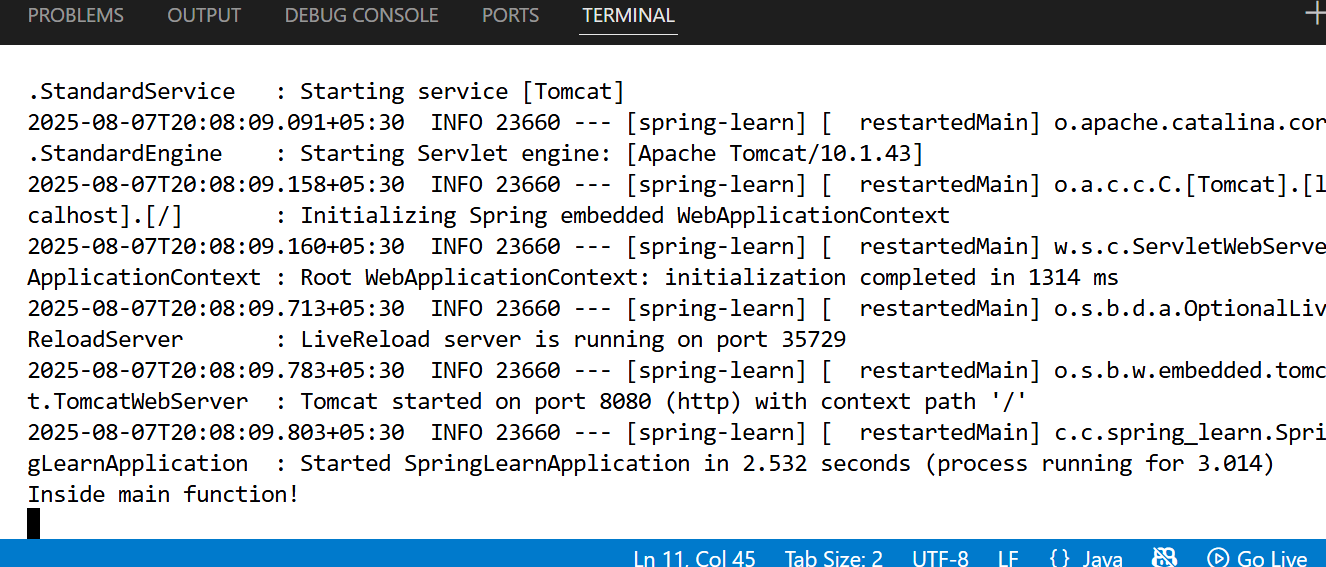 PROBLEMS OUTPUT DEBUG CONSOLE PORTS TERMINAL
.StandardService   : Starting service [Tomcat]
2025-08-07T20:08:09.091+05:30  INFO 23660 --- [spring-learn] [  restartedMain] o.apache.catalina.cor
.StandardEngine    : Starting Servlet engine: [Apache Tomcat/10.1.43]
2025-08-07T20:08:09.158+05:30  INFO 23660 --- [spring-learn] [  restartedMain] o.a.c.c.C.[Tomcat].[l
calhost].[/]       : Initializing Spring embedded WebApplicationContext
2025-08-07T20:08:09.160+05:30  INFO 23660 --- [spring-learn] [  restartedMain] w.s.c.ServletWebServe
ApplicationContext : Root WebApplicationContext: initialization completed in 1314 ms
2025-08-07T20:08:09.713+05:30  INFO 23660 --- [spring-learn] [  restartedMain] o.s.b.d.a.OptionalLiv
ReloadServer       : LiveReload server is running on port 35729
2025-08-07T20:08:09.783+05:30  INFO 23660 --- [spring-learn] [  restartedMain] o.s.b.w.embedded.tomc
t.TomcatWebServer  : Tomcat started on port 8080 (http) with context path '/'
2025-08-07T20:08:09.803+05:30  INFO 23660 --- [spring-learn] [  restartedMain] c.c.spring_learn.Spri
gLearnApplication  : Started SpringLearnApplication in 2.532 seconds (process running for 3.014)
Inside main function!
Ln 11, Col 45 Tab Size: 2 UTF-8 LF {} Java Go Live